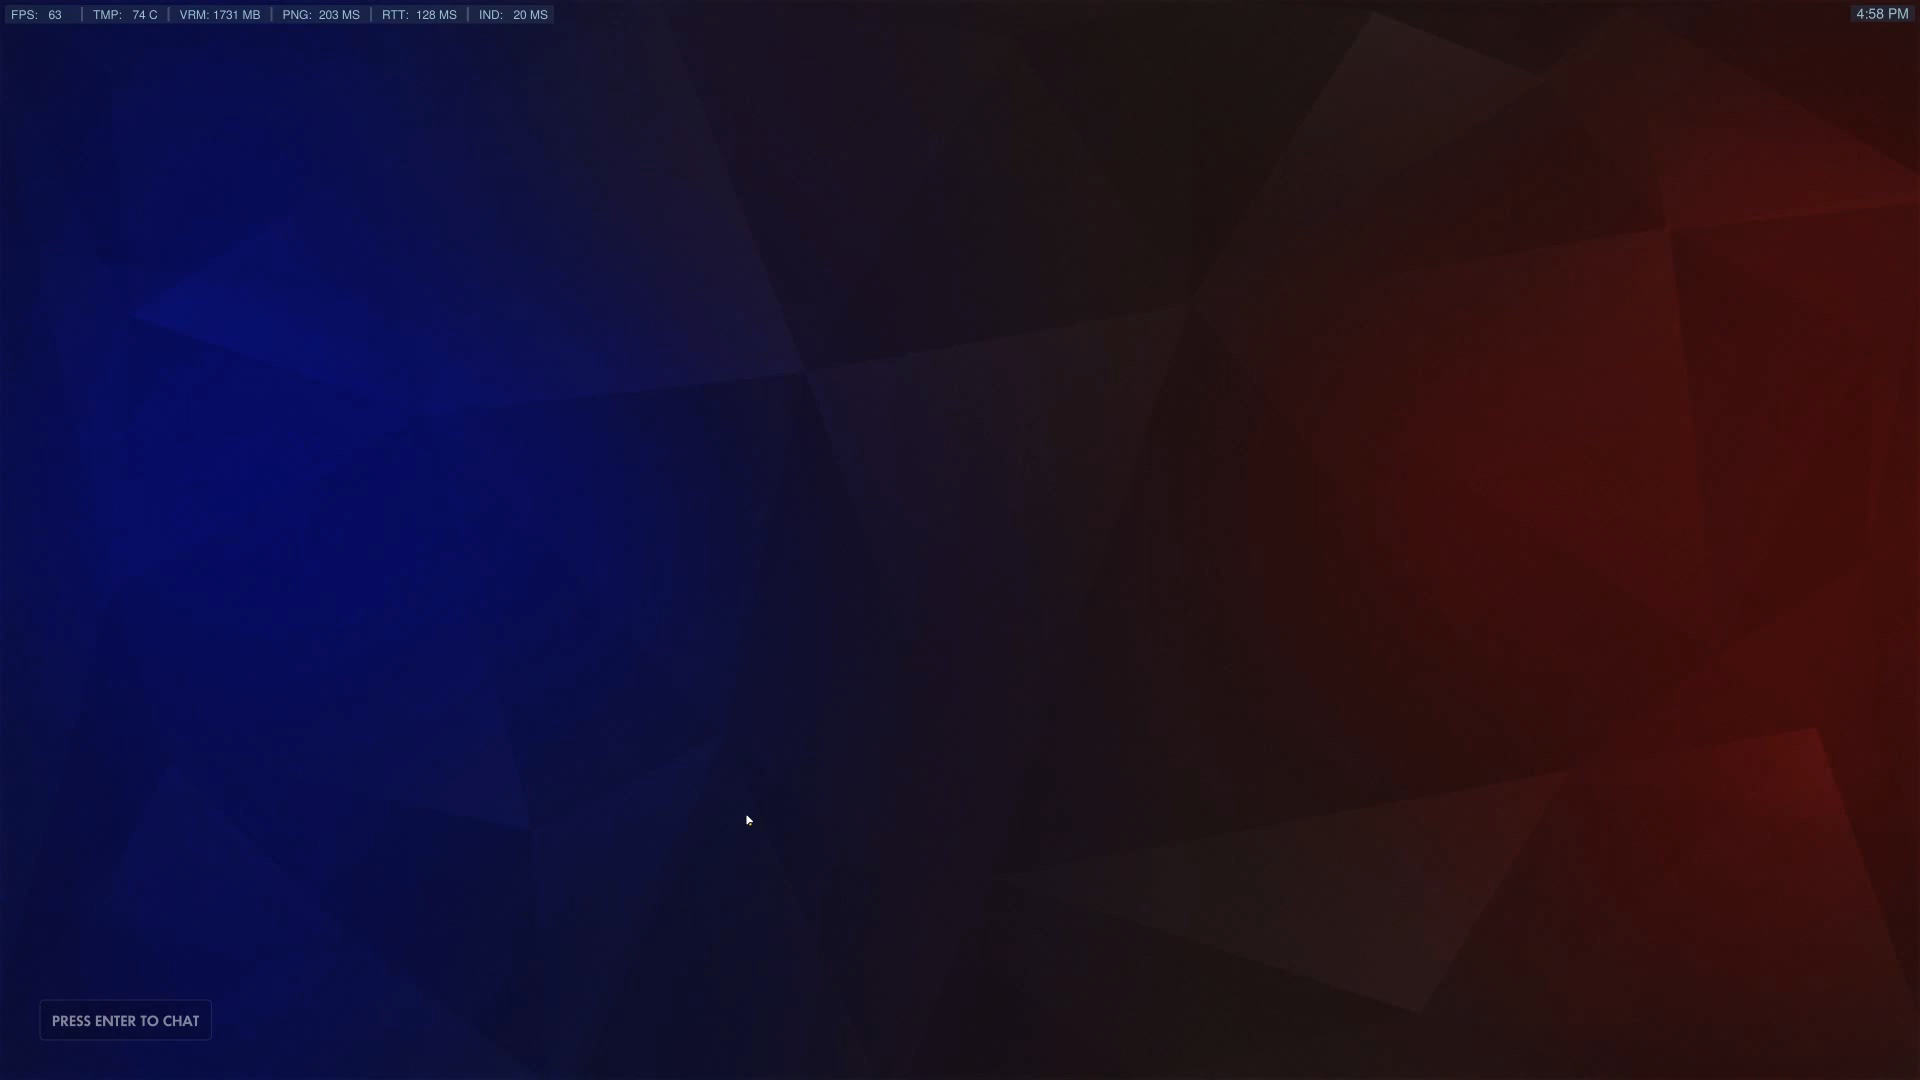 FPS: 63 | TMP: 74 C | VRM: 1731 MB | PNG: 203 MS | RTT: 128 MS | IND: 20 MS
4:58 PM
PRESS ENTER TO CHAT